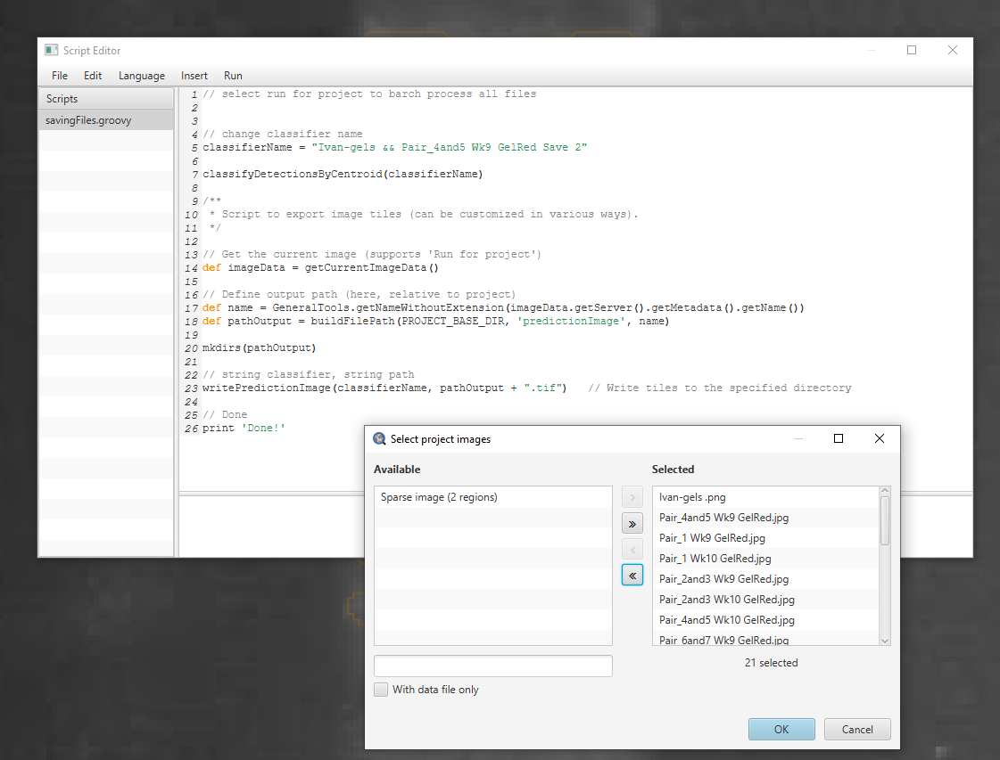 Script Editor
File Edit Language Insert Run
Scripts
savingFiles.groovy
1 // select run for project to barch process all files
2
3
4 // change classifier name
5 classifierName = "Ivan-gels && Pair_4and5 Wk9 GelRed Save 2"
6
7 classifyDetectionsByCentroid(classifierName)
8
9 /**
10 * Script to export image tiles (can be customized in various ways).
11 */
12
13 // Get the current image (supports 'Run for project')
14 def imageData = getCurrentImageData()
15
16 // Define output path (here, relative to project)
17 def name = GeneralTools.getNameWithoutExtension(imageData.getServer().getMetadata().getName())
18 def pathOutput = buildFilePath(PROJECT_BASE_DIR, 'predictionImage', name)
19
20 mkdirs(pathOutput)
21
22 // string classifier, string path
23 writePredictionImage(classifierName, pathOutput + ".tif") // Write tiles to the specified directory
24
25 // Done
26 print 'Done!'
Select project images
Available
Sparse image (2 regions)
With data file only
Selected
Ivan-gels .png
Pair_4and5 Wk9 GelRed.jpg
Pair_1 Wk9 GelRed.jpg
Pair_1 Wk10 GelRed.jpg
Pair_2and3 Wk9 GelRed.jpg
Pair_2and3 Wk10 GelRed.jpg
Pair_4and5 Wk10 GelRed.jpg
Pair_6and7 Wk9 GelRed.jpg
21 selected
OK Cancel